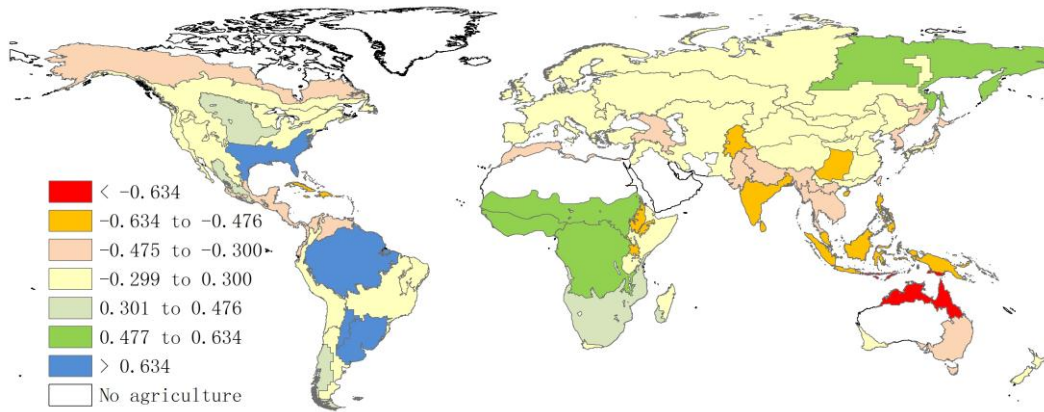 < -0.634
-0.634 to -0.476
-0.475 to -0.300
-0.299 to 0.300
0.301 to 0.476
0.477 to 0.634
> 0.634
No agriculture